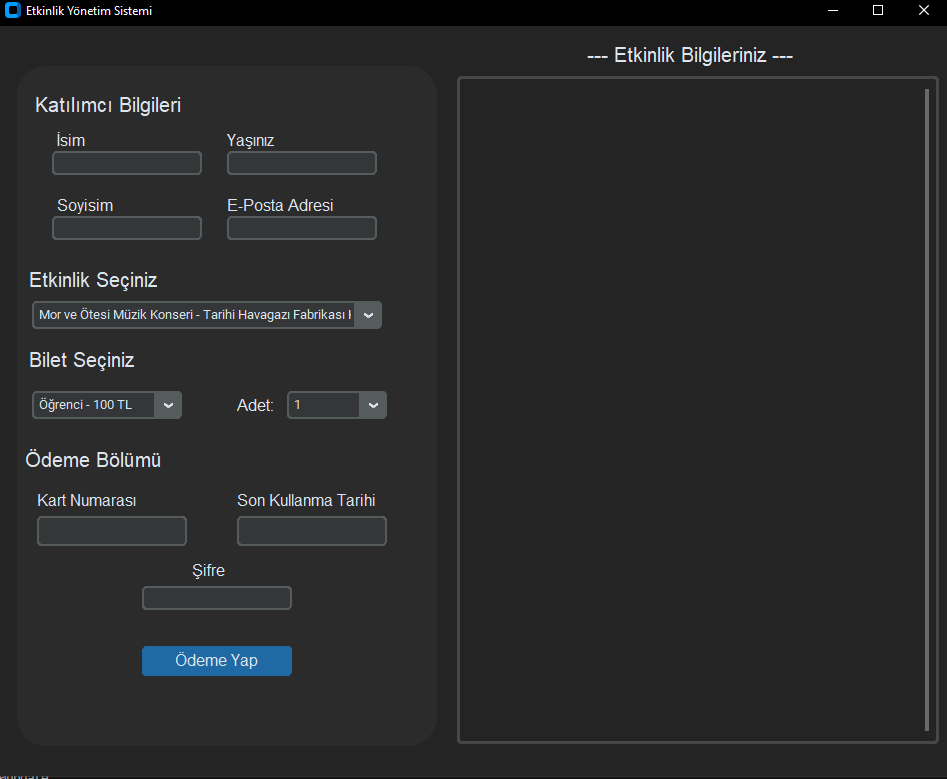 Etkinlik Yönetim Sistemi
--- Etkinlik Bilgileriniz ---
Katılımcı Bilgileri
İsim
Yaşınız
Soyisim
E-Posta Adresi
Etkinlik Seçiniz
Mor ve Ötesi Müzik Konseri - Tarihi Havagazı Fabrikası
Bilet Seçiniz
Öğrenci - 100 TL
Adet:
1
Ödeme Bölümü
Kart Numarası
Son Kullanma Tarihi
Şifre
Ödeme Yap